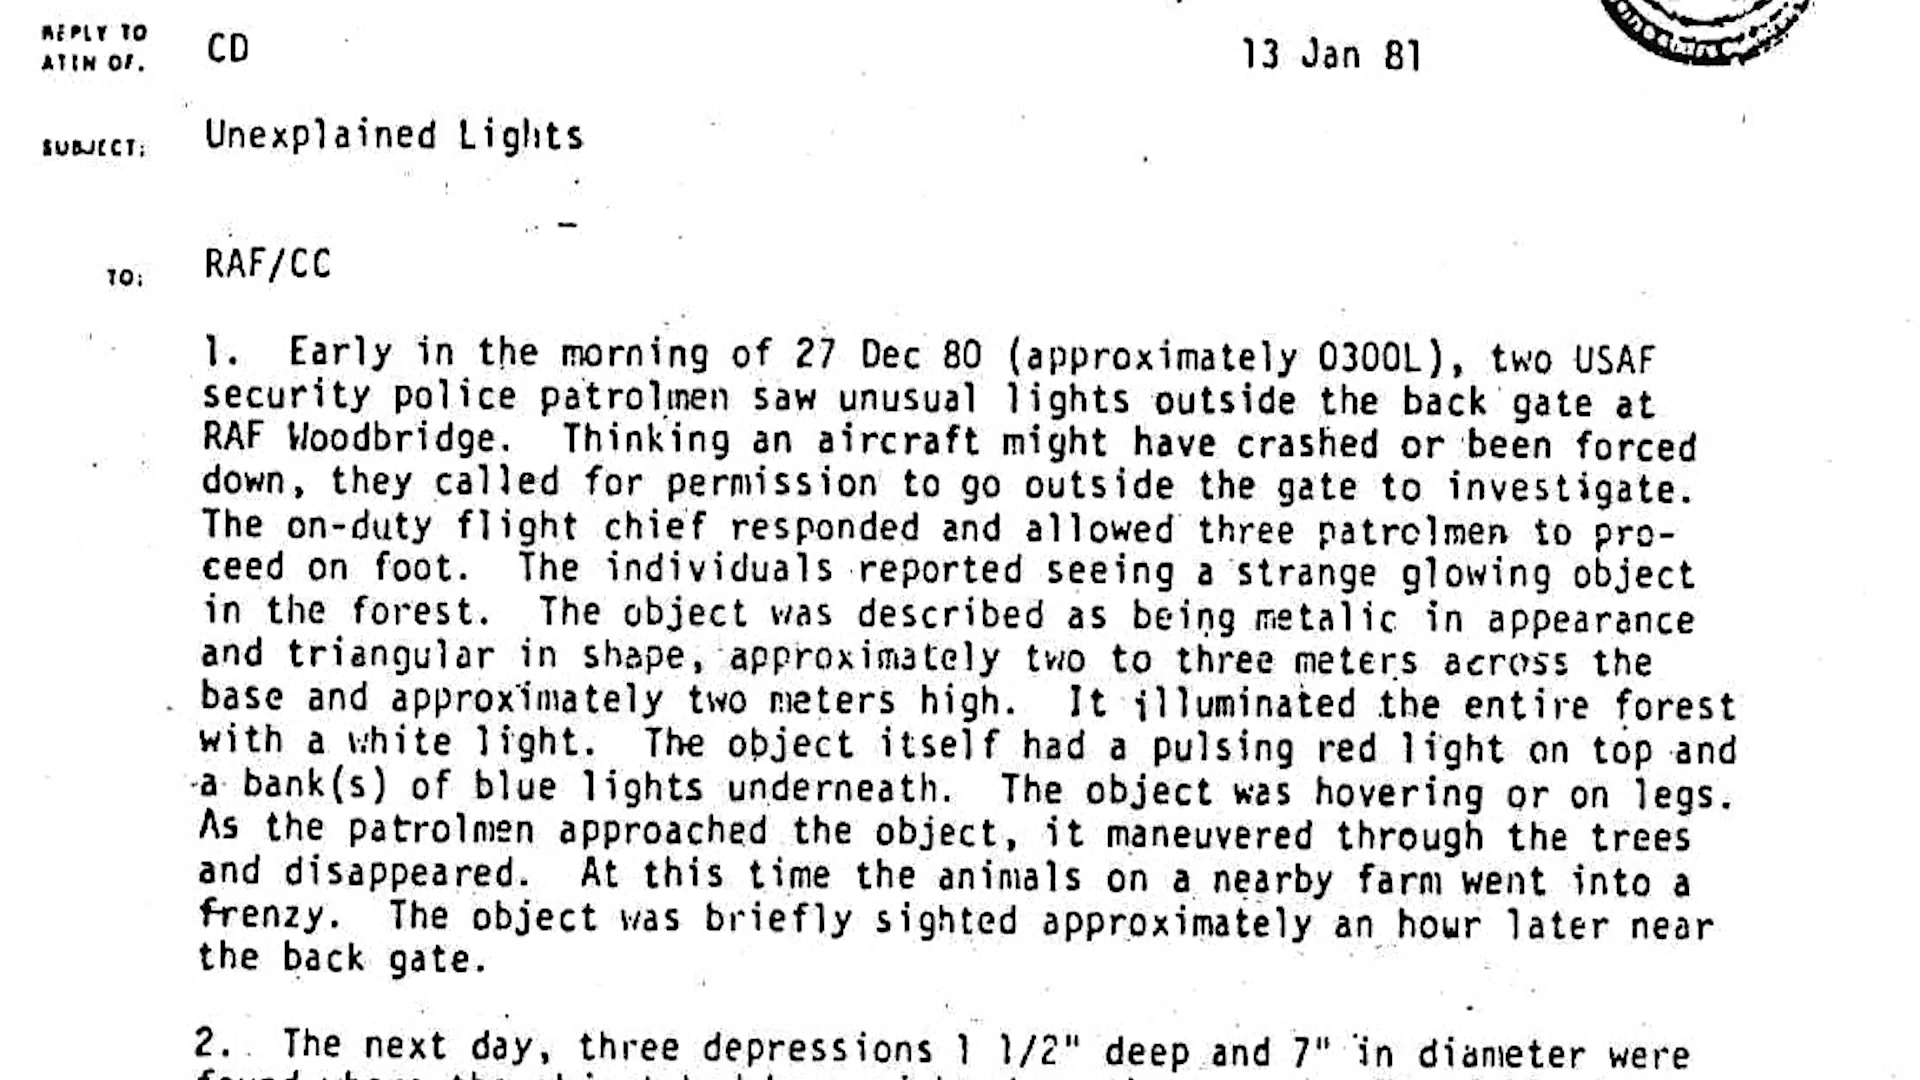 REPLY TO
ATTN OF. CD 13 Jan 81
SUBJECT: Unexplained Lights
TO: RAF/CC
1. Early in the morning of 27 Dec 80 (approximately 0300L), two USAF
security police patrolmen saw unusual lights outside the back gate at
RAF Woodbridge. Thinking an aircraft might have crashed or been forced
down, they called for permission to go outside the gate to investigate.
The on-duty flight chief responded and allowed three patrolmen to pro-
ceed on foot. The individuals reported seeing a strange glowing object
in the forest. The object was described as being metalic in appearance
and triangular in shape, approximately two to three meters across the
base and approximately two meters high. It illuminated the entire forest
with a white light. The object itself had a pulsing red light on top and
a bank(s) of blue lights underneath. The object was hovering or on legs.
As the patrolmen approached the object, it maneuvered through the trees
and disappeared. At this time the animals on a nearby farm went into a
frenzy. The object was briefly sighted approximately an hour later near
the back gate.
2. The next day, three depressions 1 1/2" deep and 7" in diameter were